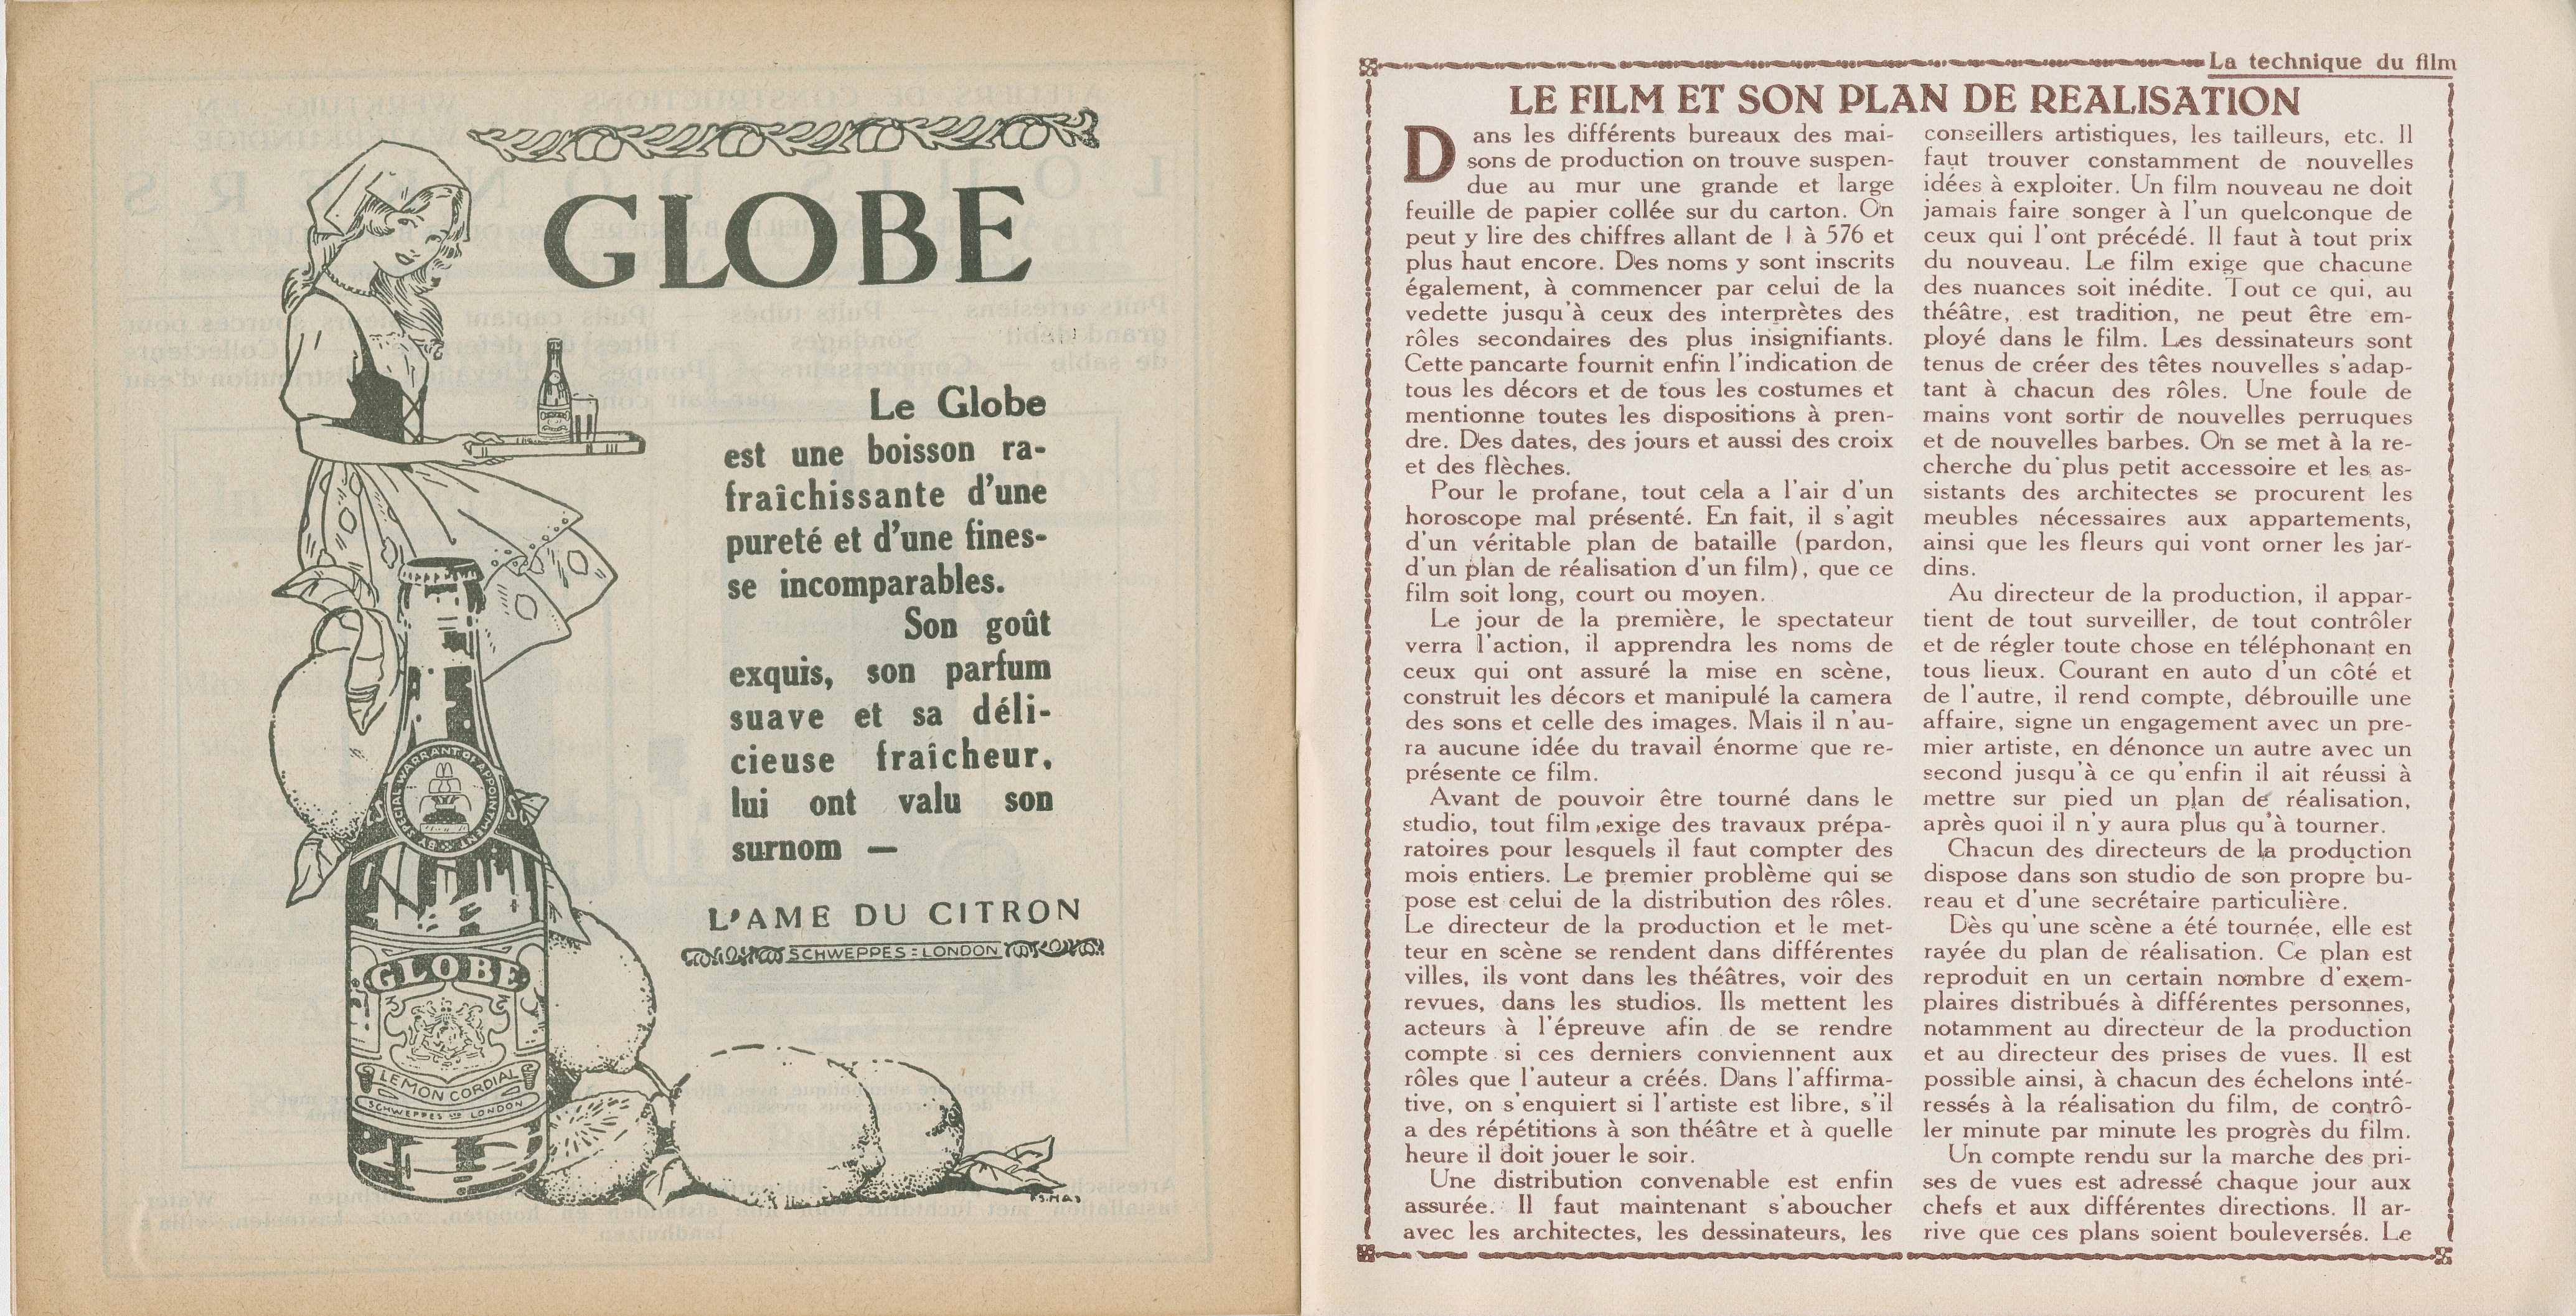 GLOBE
Le Globe
est une boisson ra-
fraîchissante d'une
pureté et d'une fines-
se incomparables.
Son goût
exquis, son parfum
suave et sa déli-
cieuse fraîcheur,
lui ont valu son
surnom —
L'AME DU CITRON
SCHWEPPES = LONDON
BY SPECIAL WARRANT OF APPOINTMENT
GLOBE
LEMON CORDIAL
SCHWEPPES LTD LONDON
La technique du film
LE FILM ET SON PLAN DE REALISATION
Dans les différents bureaux des mai-
sons de production on trouve suspen-
due au mur une grande et large
feuille de papier collée sur du carton. On
peut y lire des chiffres allant de 1 à 576 et
plus haut encore. Des noms y sont inscrits
également, à commencer par celui de la
vedette jusqu'à ceux des interprètes des
rôles secondaires des plus insignifiants.
Cette pancarte fournit enfin l'indication de
tous les décors et de tous les costumes et
mentionne toutes les dispositions à pren-
dre. Des dates, des jours et aussi des croix
et des flèches.
Pour le profane, tout cela a l'air d'un
horoscope mal présenté. En fait, il s'agit
d'un véritable plan de bataille (pardon,
d'un plan de réalisation d'un film), que ce
film soit long, court ou moyen.
Le jour de la première, le spectateur
verra l'action, il apprendra les noms de
ceux qui ont assuré la mise en scène,
construit les décors et manipulé la camera
des sons et celle des images. Mais il n'au-
ra aucune idée du travail énorme que re-
présente ce film.
Avant de pouvoir être tourné dans le
studio, tout film exige des travaux prépa-
ratoires pour lesquels il faut compter des
mois entiers. Le premier problème qui se
pose est celui de la distribution des rôles.
Le directeur de la production et le met-
teur en scène se rendent dans différentes
villes, ils vont dans les théâtres, voir des
revues, dans les studios. Ils mettent les
acteurs à l'épreuve afin de se rendre
compte si ces derniers conviennent aux
rôles que l'auteur a créés. Dans l'affirma-
tive, on s'enquiert si l'artiste est libre, s'il
a des répétitions à son théâtre et à quelle
heure il doit jouer le soir.
Une distribution convenable est enfin
assurée. Il faut maintenant s'aboucher
avec les architectes, les dessinateurs, les
conseillers artistiques, les tailleurs, etc. Il
faut trouver constamment de nouvelles
idées à exploiter. Un film nouveau ne doit
jamais faire songer à l'un quelconque de
ceux qui l'ont précédé. Il faut à tout prix
du nouveau. Le film exige que chacune
des nuances soit inédite. Tout ce qui, au
théâtre, est tradition, ne peut être em-
ployé dans le film. Les dessinateurs sont
tenus de créer des têtes nouvelles s'adap-
tant à chacun des rôles. Une foule de
mains vont sortir de nouvelles perruques
et de nouvelles barbes. On se met à la re-
cherche du plus petit accessoire et les as-
sistants des architectes se procurent les
meubles nécessaires aux appartements,
ainsi que les fleurs qui vont orner les jar-
dins.
Au directeur de la production, il appar-
tient de tout surveiller, de tout contrôler
et de régler toute chose en téléphonant en
tous lieux. Courant en auto d'un côté et
de l'autre, il rend compte, débrouille une
affaire, signe un engagement avec un pre-
mier artiste, en dénonce un autre avec un
second jusqu'à ce qu'enfin il ait réussi à
mettre sur pied un plan de réalisation,
après quoi il n'y aura plus qu'à tourner.
Chacun des directeurs de la production
dispose dans son studio de son propre bu-
reau et d'une secrétaire particulière.
Dès qu'une scène a été tournée, elle est
rayée du plan de réalisation. Ce plan est
reproduit en un certain nombre d'exem-
plaires distribués à différentes personnes,
notamment au directeur de la production
et au directeur des prises de vues. Il est
possible ainsi, à chacun des échelons inté-
ressés à la réalisation du film, de contrô-
ler minute par minute les progrès du film.
Un compte rendu sur la marche des pri-
ses de vues est adressé chaque jour aux
chefs et aux différentes directions. Il ar-
rive que ces plans soient bouleversés. Le